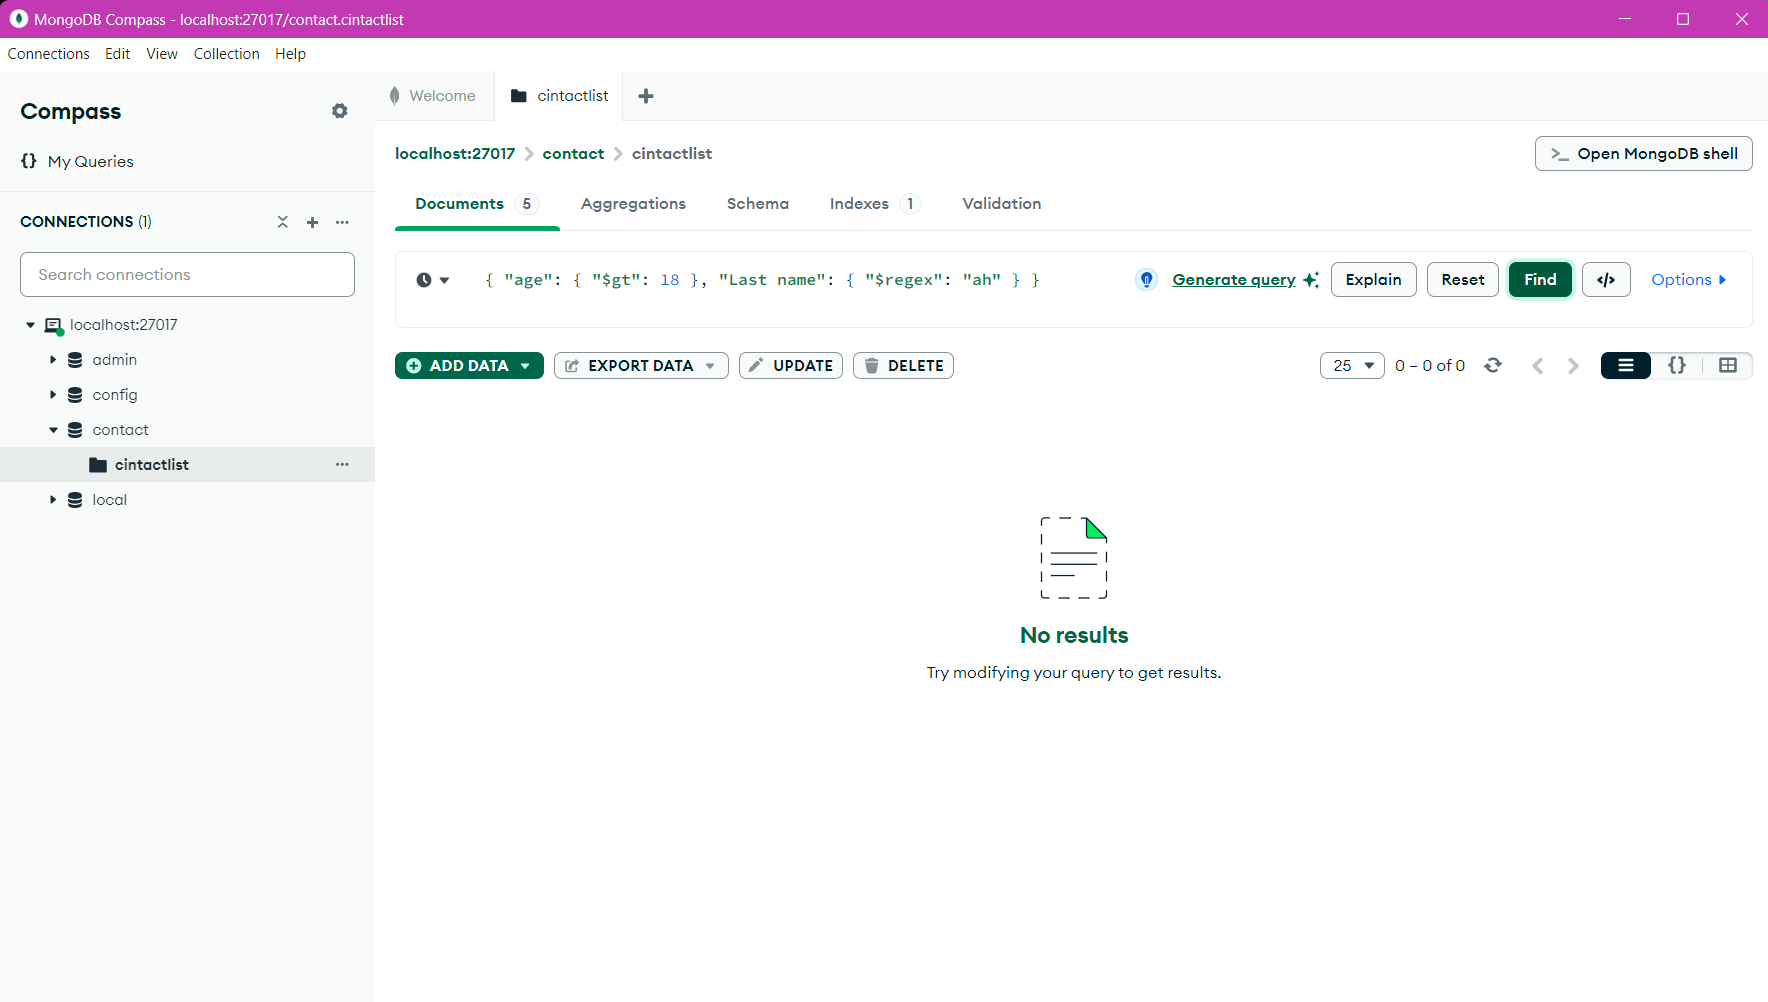 MongoDB Compass - localhost:27017/contact.cintactlist
Connections Edit View Collection Help
Compass
My Queries
CONNECTIONS (1)
Search connections
localhost:27017
admin
config
contact
cintactlist
local
Welcome cintactlist
localhost:27017 contact cintactlist
Open MongoDB shell
Documents 5 Aggregations Schema Indexes 1 Validation
{ "age": { "$gt": 18 }, "Last name": { "$regex": "ah" } }
Generate query Explain Reset Find </> Options
ADD DATA EXPORT DATA UPDATE DELETE
25 0 – 0 of 0
No results
Try modifying your query to get results.